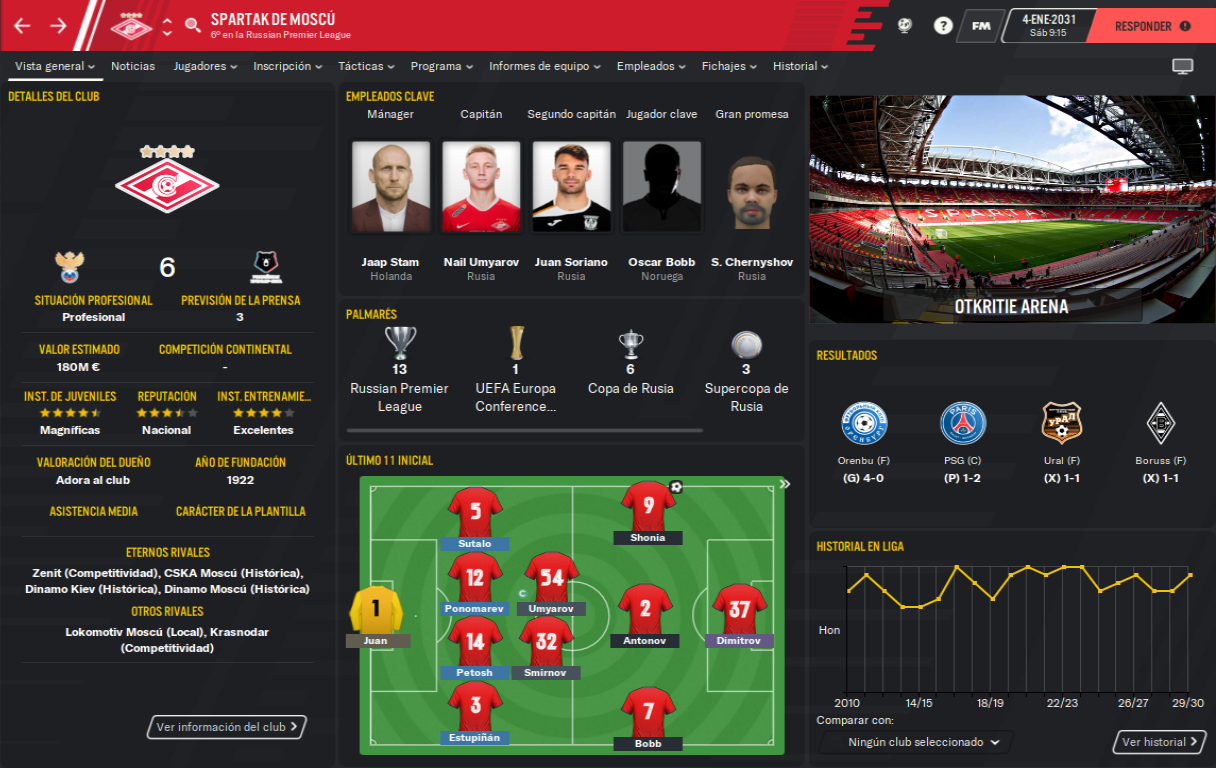 SPARTAK DE MOSCÚ
6º en la Russian Premier League
?
FM
4-ENE-2031
Sáb 9:15
RESPONDER
Vista general
Noticias
Jugadores
Inscripción
Tácticas
Programa
Informes de equipo
Empleados
Fichajes
Historial
DETALLES DEL CLUB
6
SITUACIÓN PROFESIONAL
Profesional
PREVISIÓN DE LA PRENSA
3
VALOR ESTIMADO
180M €
COMPETICIÓN CONTINENTAL
-
INST. DE JUVENILES
Magníficas
REPUTACIÓN
Nacional
INST. ENTRENAMIE...
Excelentes
VALORACIÓN DEL DUEÑO
Adora al club
AÑO DE FUNDACIÓN
1922
ASISTENCIA MEDIA
CARÁCTER DE LA PLANTILLA
ETERNOS RIVALES
Zenit (Competitividad), CSKA Moscú (Histórica),
Dinamo Kiev (Histórica), Dinamo Moscú (Histórica)
OTROS RIVALES
Lokomotiv Moscú (Local), Krasnodar
(Competitividad)
Ver información del club
EMPLEADOS CLAVE
Mánager
Capitán
Segundo capitán
Jugador clave
Gran promesa
Jaap Stam
Holanda
Nail Umyarov
Rusia
Juan Soriano
Rusia
Oscar Bobb
Noruega
S. Chernyshov
Rusia
PALMARÉS
13
Russian Premier
League
1
UEFA Europa
Conference...
6
Copa de Rusia
3
Supercopa de
Rusia
ÚLTIMO 11 INICIAL
5
Sutalo
9
Shonia
12
Ponomarev
54
C
Umyarov
1
Juan
2
Antonov
37
Dimitrov
14
Petosh
32
Smirnov
3
Estupiñán
7
Bobb
SPARTAK
OTKRITIE ARENA
RESULTADOS
PARIS
УРАЛ
Orenbu (F)
(G) 4-0
PSG (C)
(P) 1-2
Ural (F)
(X) 1-1
Boruss (F)
(X) 1-1
HISTORIAL EN LIGA
Hon
2010
14/15
18/19
22/23
26/27
29/30
Comparar con:
Ningún club seleccionado
Ver historial